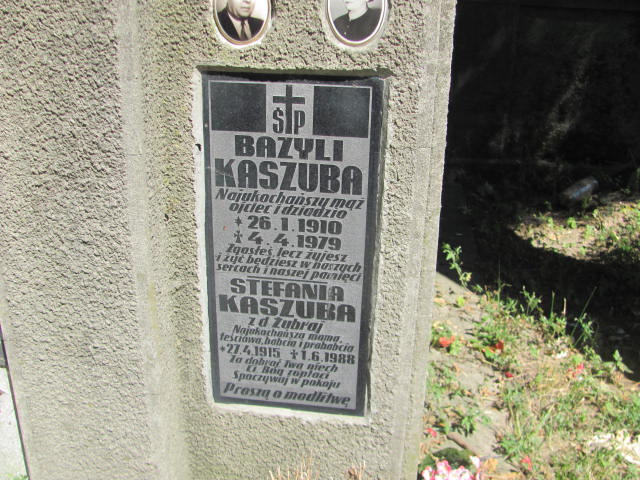 Ś P
BAZYLI
KASZUBA
Najukochańszy mąż
ojciec i dziadzio
* 26.1.1910
✝ 4.4.1979
Zgasłeś, lecz żyjesz
i żyć będziesz w naszych
sercach i naszej pamięci
STEFANIA
KASZUBA
z d Żubraj
Najukochańsza mama,
teściowa, babcia i prababcia
*27.4.1915 ✝1.6.1988
Za dobroć twą niech
Ci Bóg zapłaci
Spoczywaj w pokoju
Proszą o modlitwę